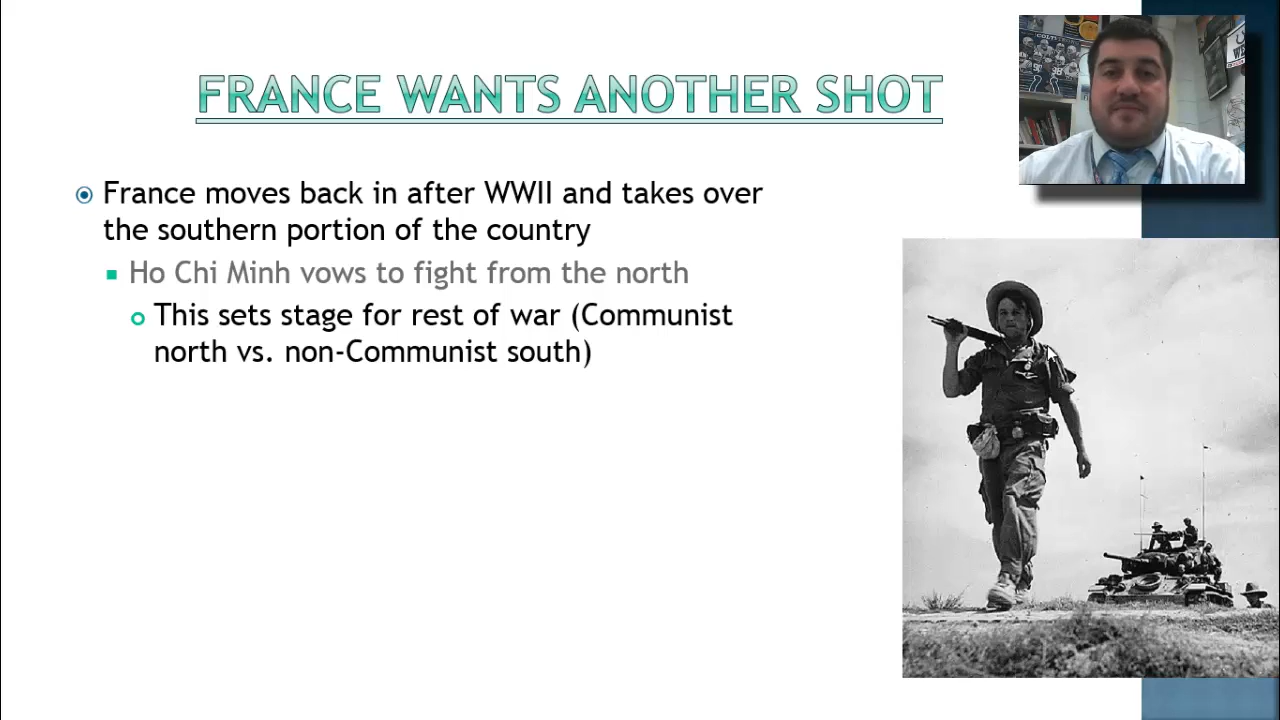 FRANCE WANTS ANOTHER SHOT
France moves back in after WWII and takes over
the southern portion of the country
Ho Chi Minh vows to fight from the north
This sets stage for rest of war (Communist
north vs. non-Communist south)
COLTS